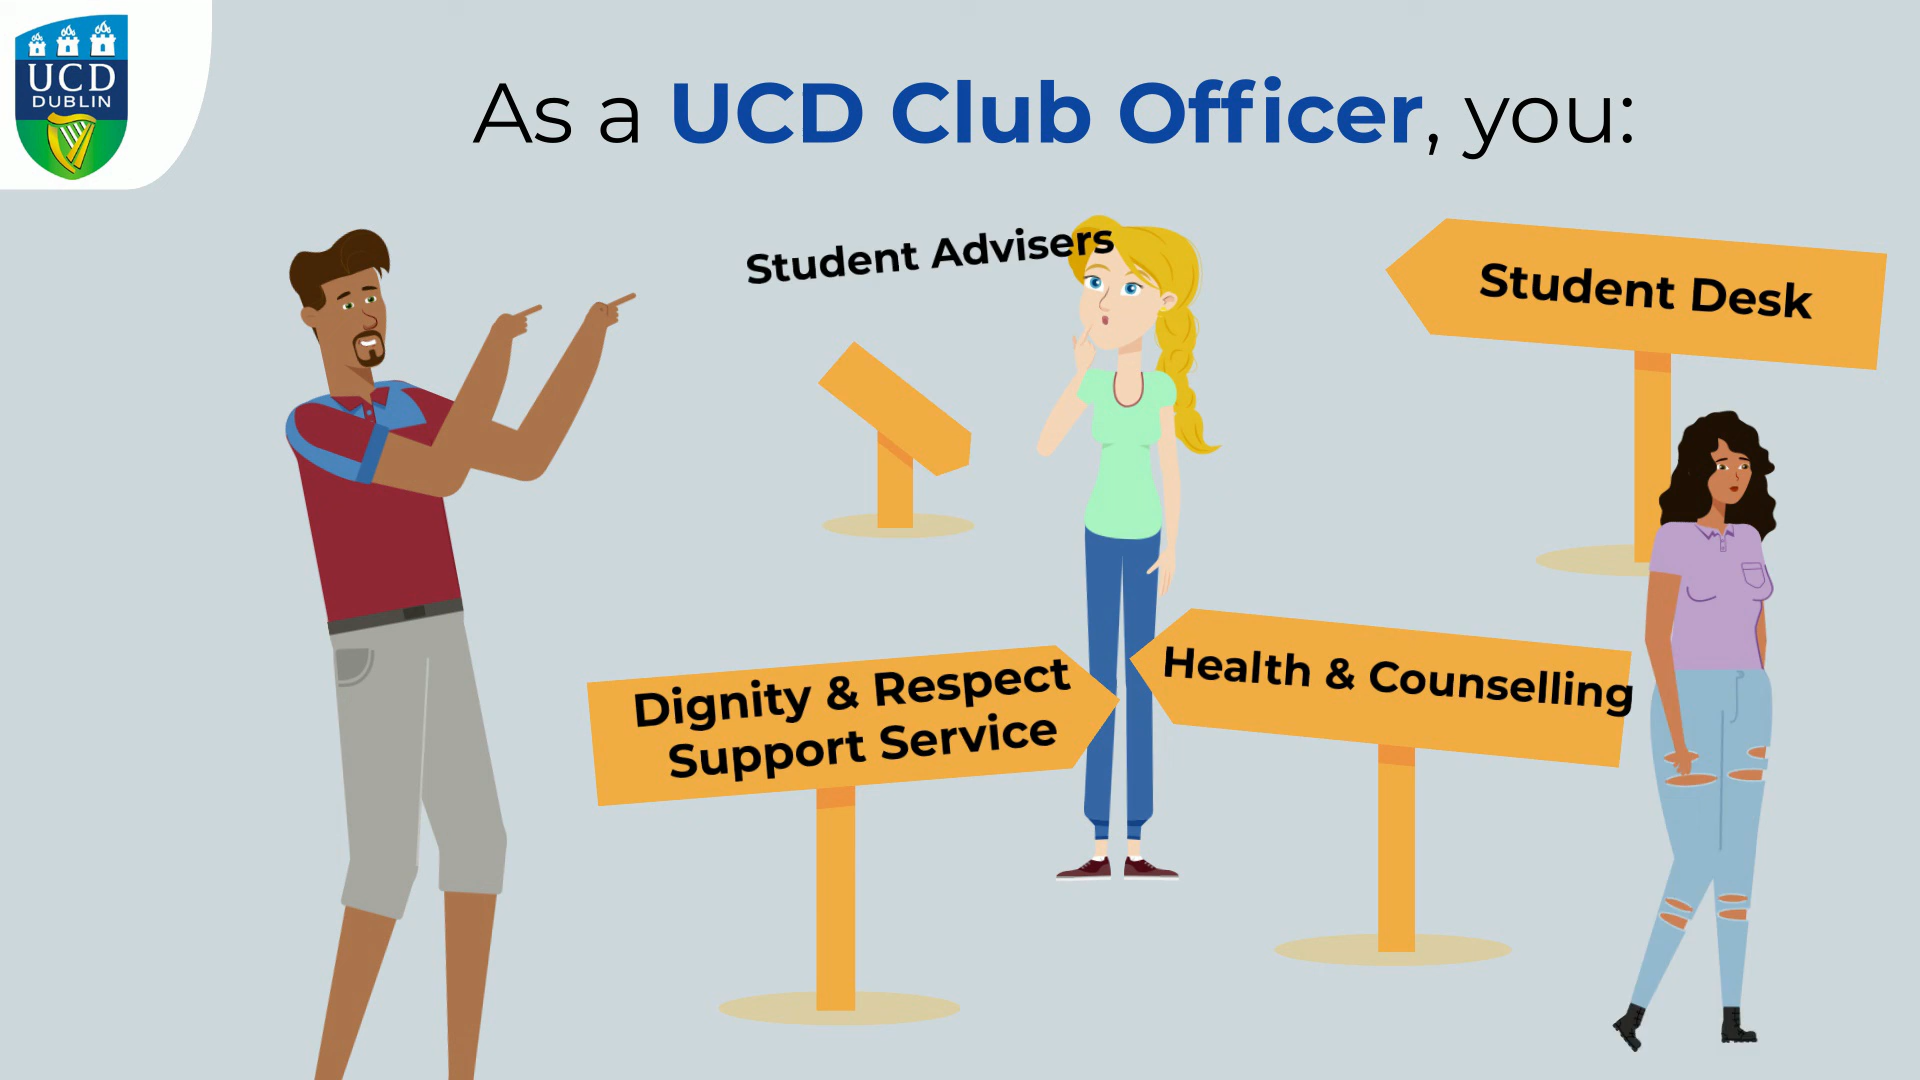 UCD
DUBLIN
As a UCD Club Officer, you:
Student Advisers
Student Desk
Dignity & Respect
Support Service
Health & Counselling